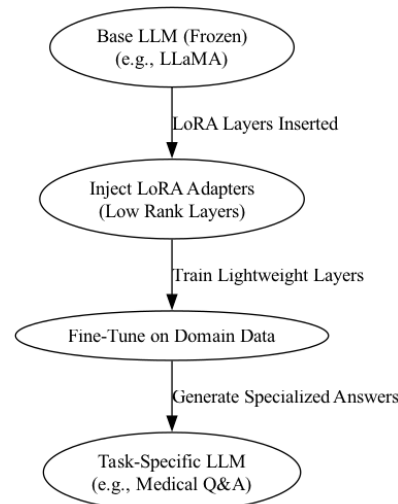 Base LLM (Frozen)
(e.g., LLaMA)
LoRA Layers Inserted
Inject LoRA Adapters
(Low Rank Layers)
Train Lightweight Layers
Fine-Tune on Domain Data
Generate Specialized Answers
Task-Specific LLM
(e.g., Medical Q&A)